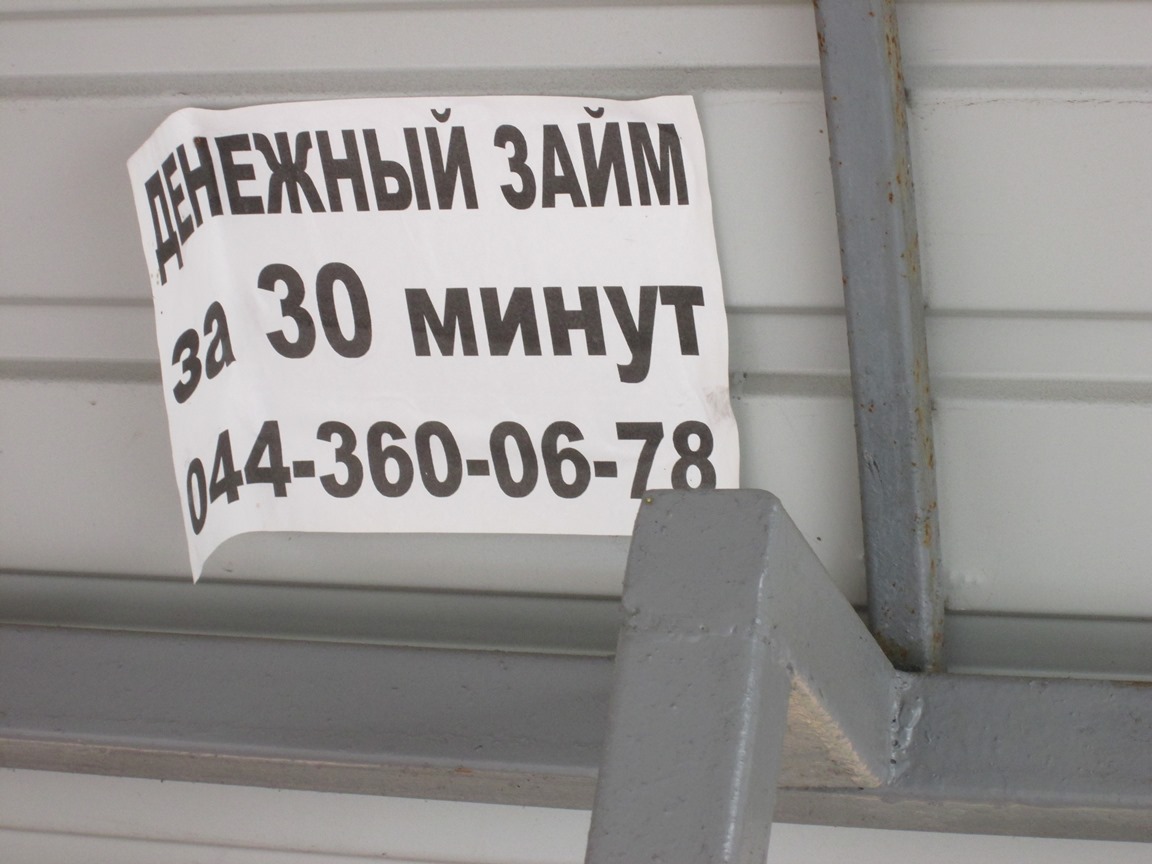 ДЕНЕЖНЫЙ ЗАЙМ
за 30 минут
044-360-06-78